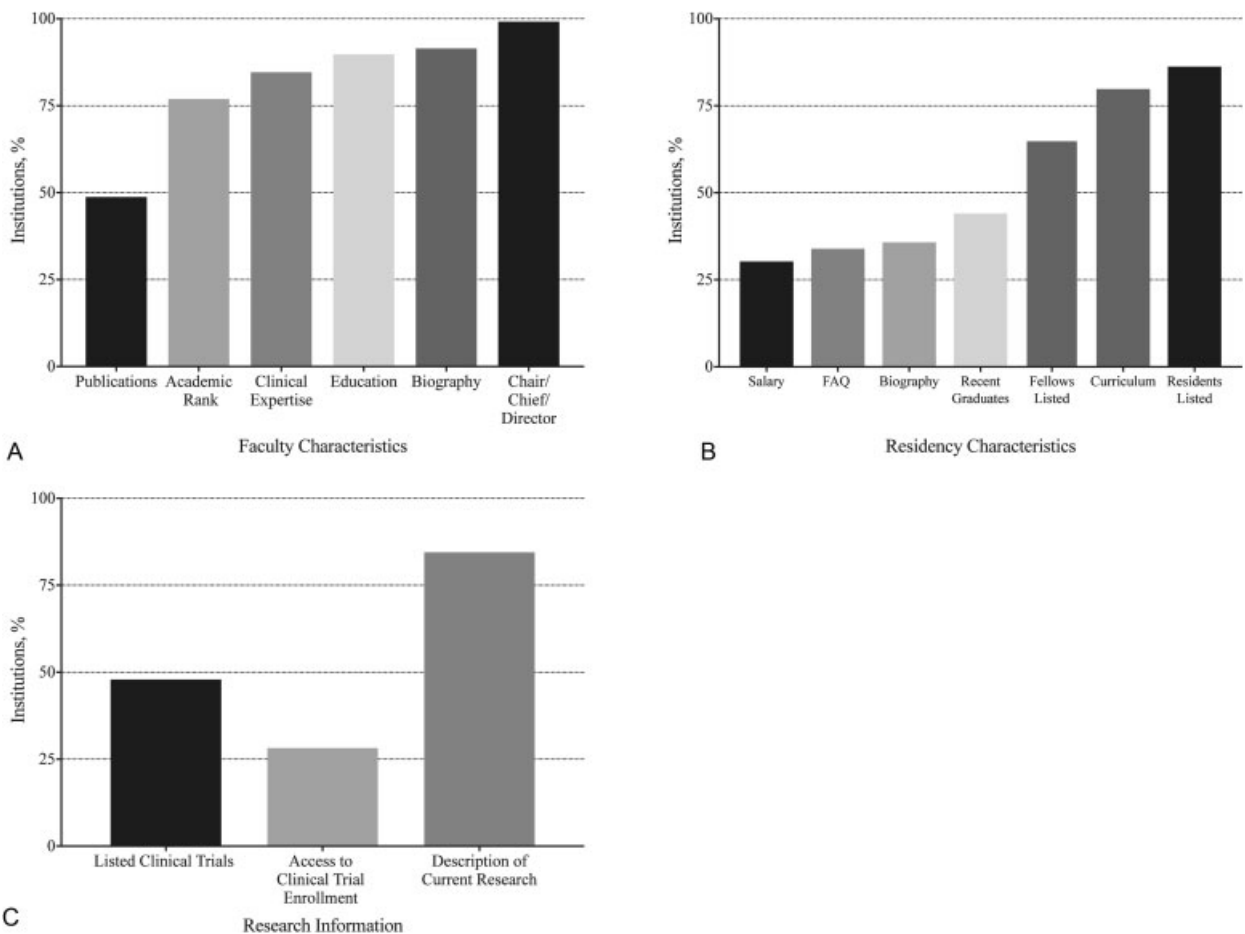 100
75
50
25
0
Institutions, %
Publications
Academic
Rank
Clinical
Expertise
Education
Biography
Chair/
Chief/
Director
Faculty Characteristics
A
100
75
50
25
0
Institutions, %
Salary
FAQ
Biography
Recent
Graduates
Fellows
Listed
Curriculum
Residents
Listed
Residency Characteristics
B
100
75
50
25
0
Institutions, %
Listed Clinical Trials
Access to
Clinical Trial
Enrollment
Description of
Current Research
Research Information
C